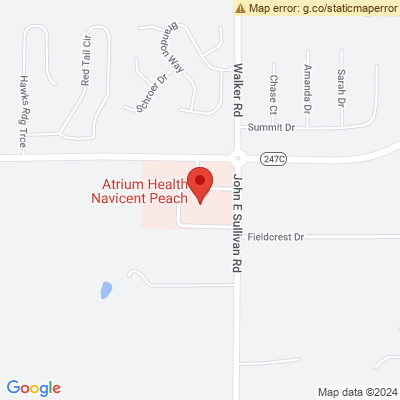 Map error: g.co/staticmaperror
Red Tail Cir
Hawks Rdg Trce
Brandon Way
Schroer Dr
Walker Rd
Chase Ct
Amanda Dr
Sarah Dr
Summit Dr
247C
Atrium Health
Navicent Peach
John E Sullivan Rd
Fieldcrest Dr
Google
Map data ©2024